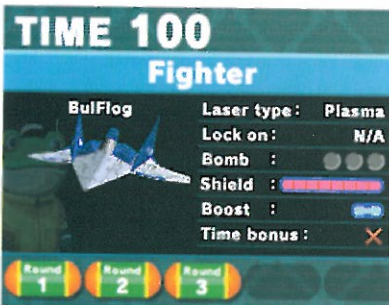 TIME 100
Fighter
BulFlog
Laser type: Plasma
Lock on: N/A
Bomb :
Shield :
Boost :
Time bonus:
Round 1
Round 2
Round 3